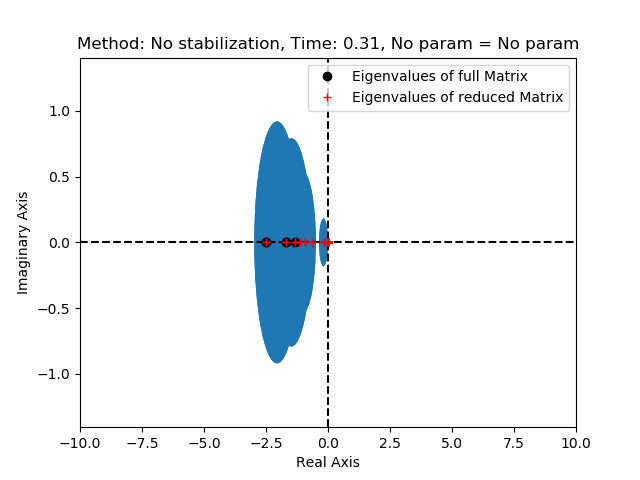 Method: No stabilization, Time: 0.31, No param = No param
Eigenvalues of full Matrix
Eigenvalues of reduced Matrix
Imaginary Axis
1.0
0.5
0.0
−0.5
−1.0
−10.0 −7.5 −5.0 −2.5 0.0 2.5 5.0 7.5 10.0
Real Axis